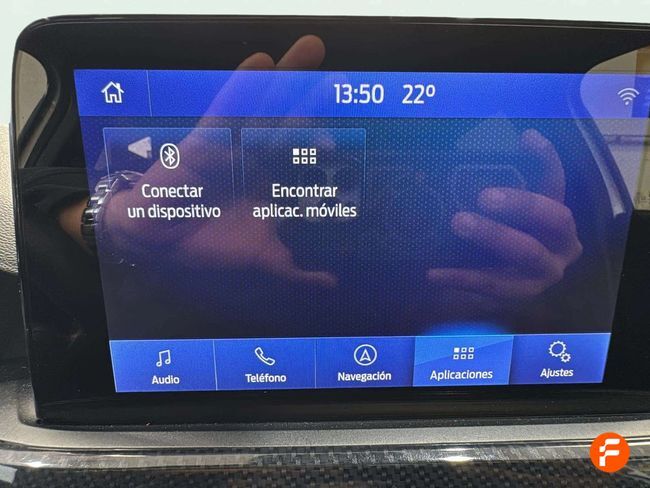 13:50 22º
Conectar
un dispositivo
Encontrar
aplicac. móviles
Audio
Teléfono
Navegación
Aplicaciones
Ajustes